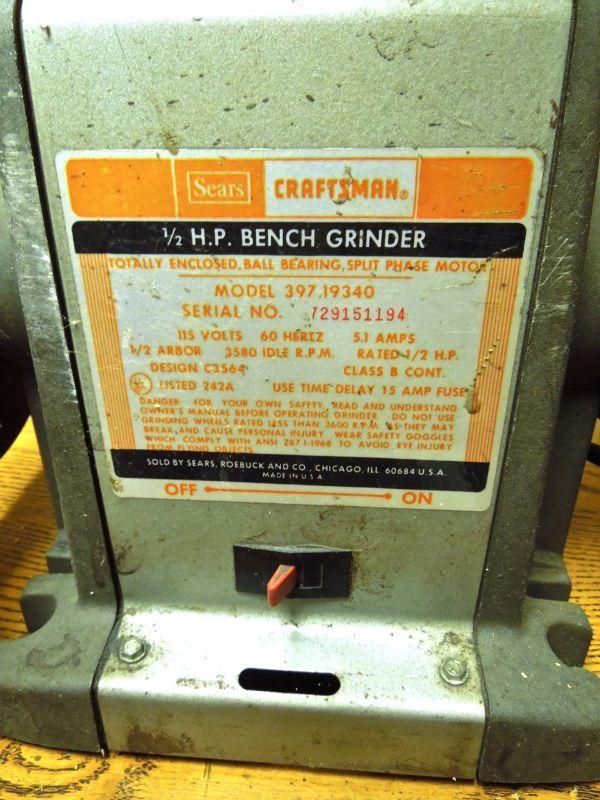 Sears CRAFTSMAN®
1/2 H.P. BENCH GRINDER
TOTALLY ENCLOSED, BALL BEARING, SPLIT PHASE MOTOR
MODEL 397.19340
SERIAL NO. 729151194
115 VOLTS 60 HERTZ 5.1 AMPS
1/2 ARBOR 3580 IDLE R.P.M. RATED 1/2 H.P.
DESIGN C3564 CLASS B CONT.
UL LISTED 242A USE TIME DELAY 15 AMP FUSE
DANGER: FOR YOUR OWN SAFETY, READ AND UNDERSTAND
OWNER'S MANUAL BEFORE OPERATING GRINDER. DO NOT USE
GRINDING WHEELS RATED LESS THAN 3600 R.P.M. AS THEY MAY
BREAK AND CAUSE PERSONAL INJURY. WEAR SAFETY GOGGLES
WHICH COMPLY WITH ANSI Z87.1-1968 TO AVOID EYE INJURY
FROM FLYING OBJECTS.
SOLD BY SEARS, ROEBUCK AND CO., CHICAGO, ILL. 60684 U.S.A.
MADE IN U.S.A.
OFF ON